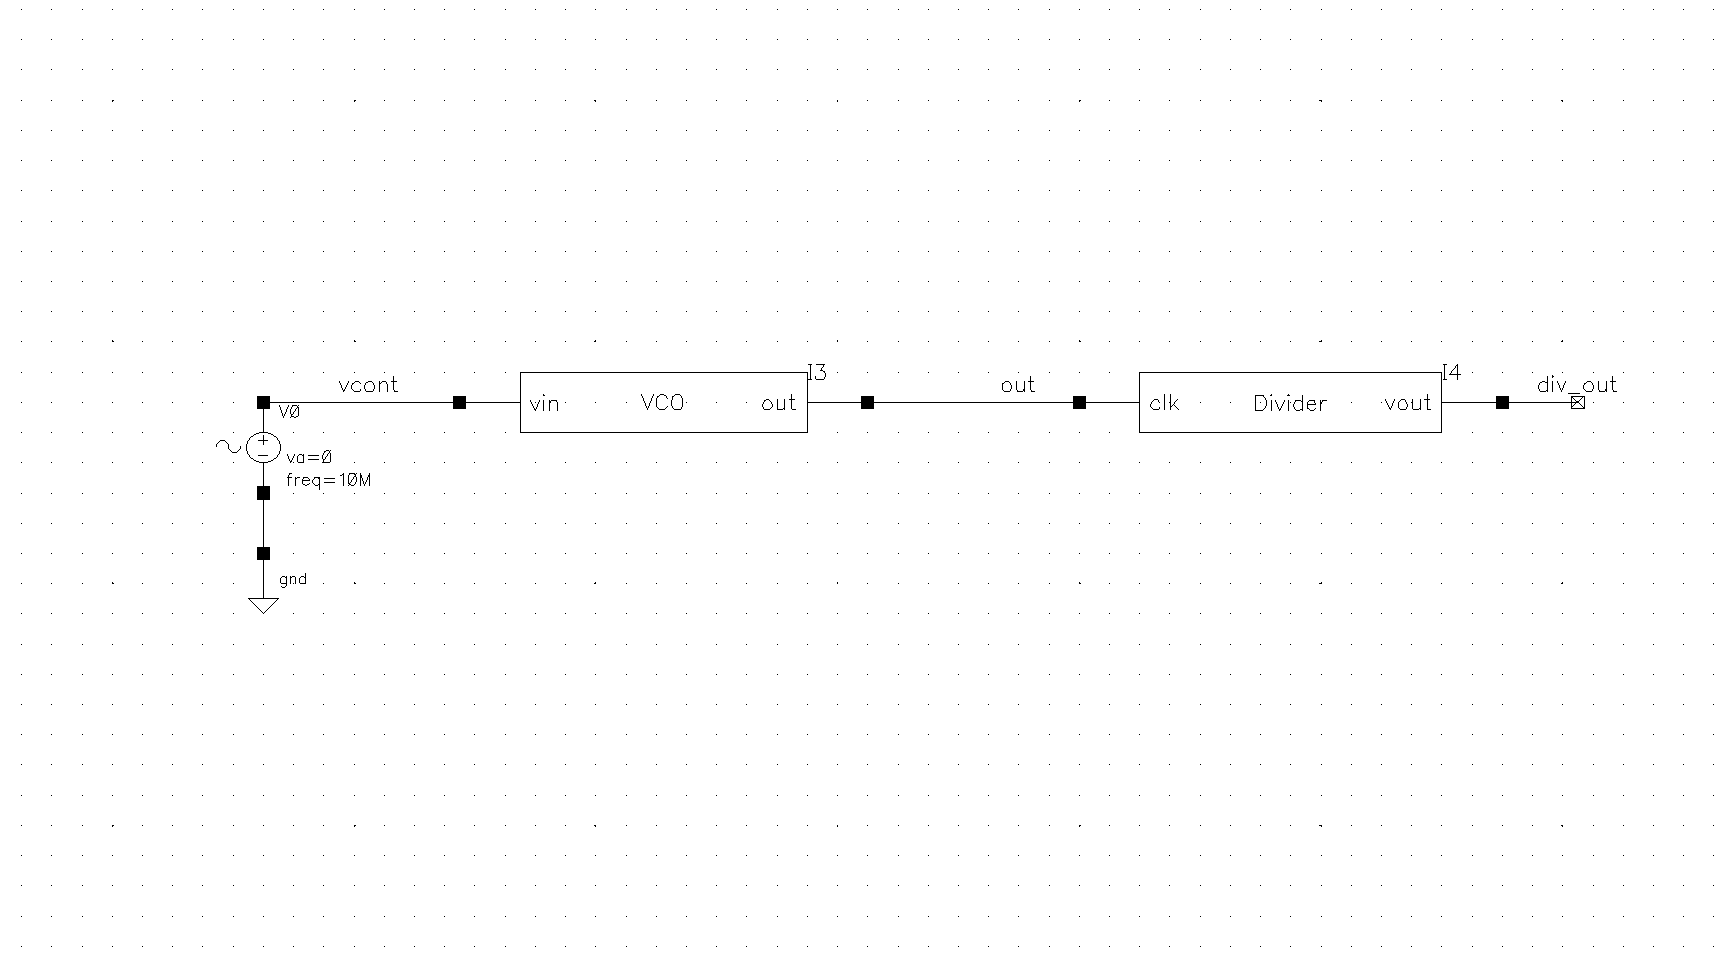 vcont
V0
va=0
freq=10M
gnd
vin VCO out
I3
out
clk Divider vout
I4
div_out